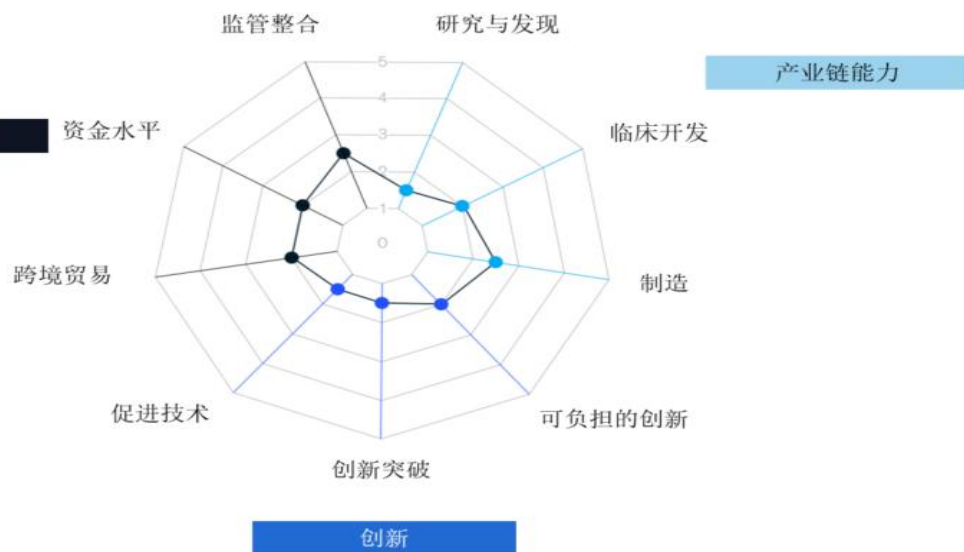 监管整合
研究与发现
产业链能力
资金水平
临床开发
5
4
3
2
1
0
跨境贸易
制造
促进技术
可负担的创新
创新突破
创新